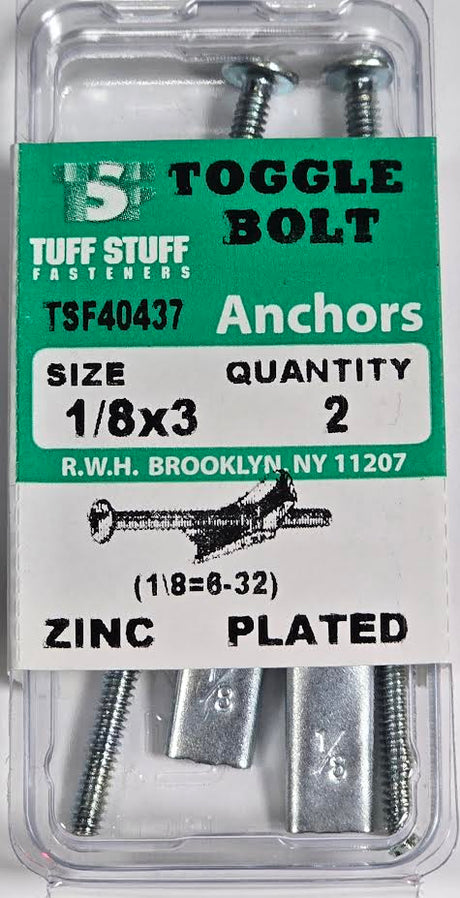 TSF
TOGGLE
BOLT
TUFF STUFF
FASTENERS
TSF40437
Anchors
SIZE
QUANTITY
1/8x3
2
R.W.H. BROOKLYN, NY 11207
(1\8=6-32)
ZINC PLATED
1/8
1/8